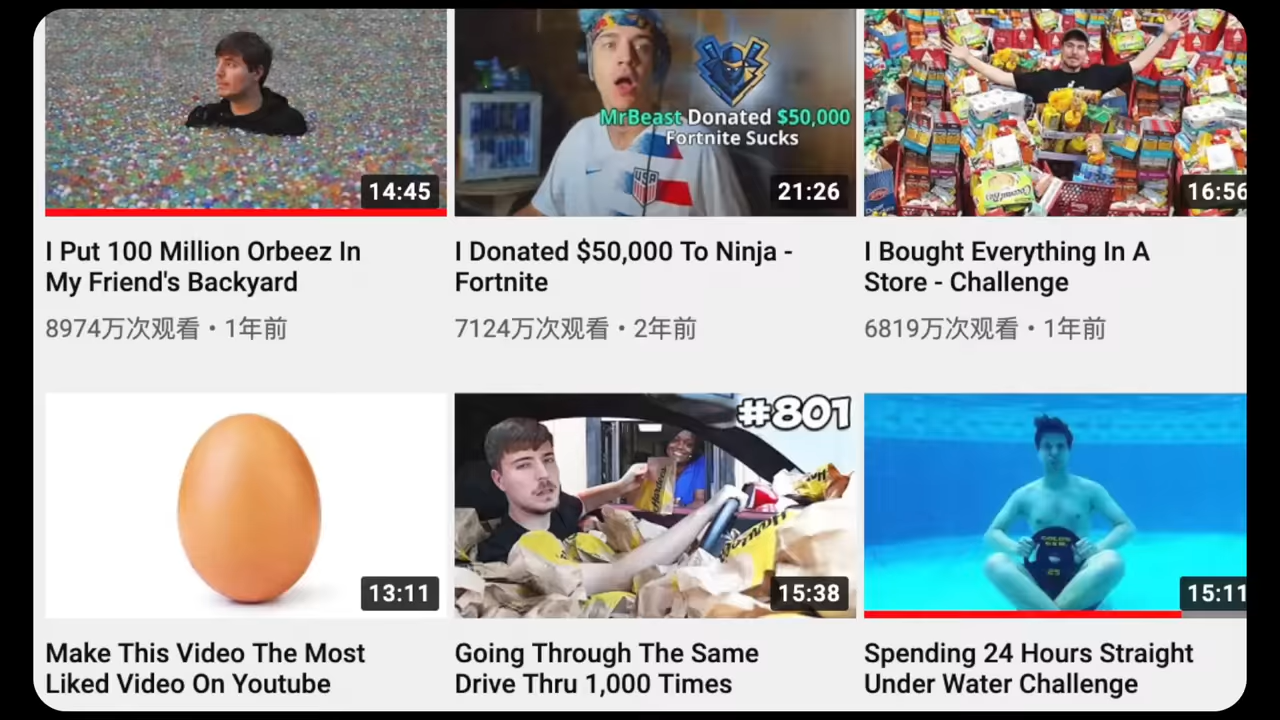 MrBeast Donated $50,000
Fortnite Sucks
USA
14:45
21:26
16:56
I Put 100 Million Orbeez In
My Friend's Backyard
8974万次观看・1年前
I Donated $50,000 To Ninja -
Fortnite
7124万次观看・2年前
I Bought Everything In A
Store - Challenge
6819万次观看・1年前
#801
Hardee's
13:11
15:38
15:11
Make This Video The Most
Liked Video On Youtube
Going Through The Same
Drive Thru 1,000 Times
Spending 24 Hours Straight
Under Water Challenge